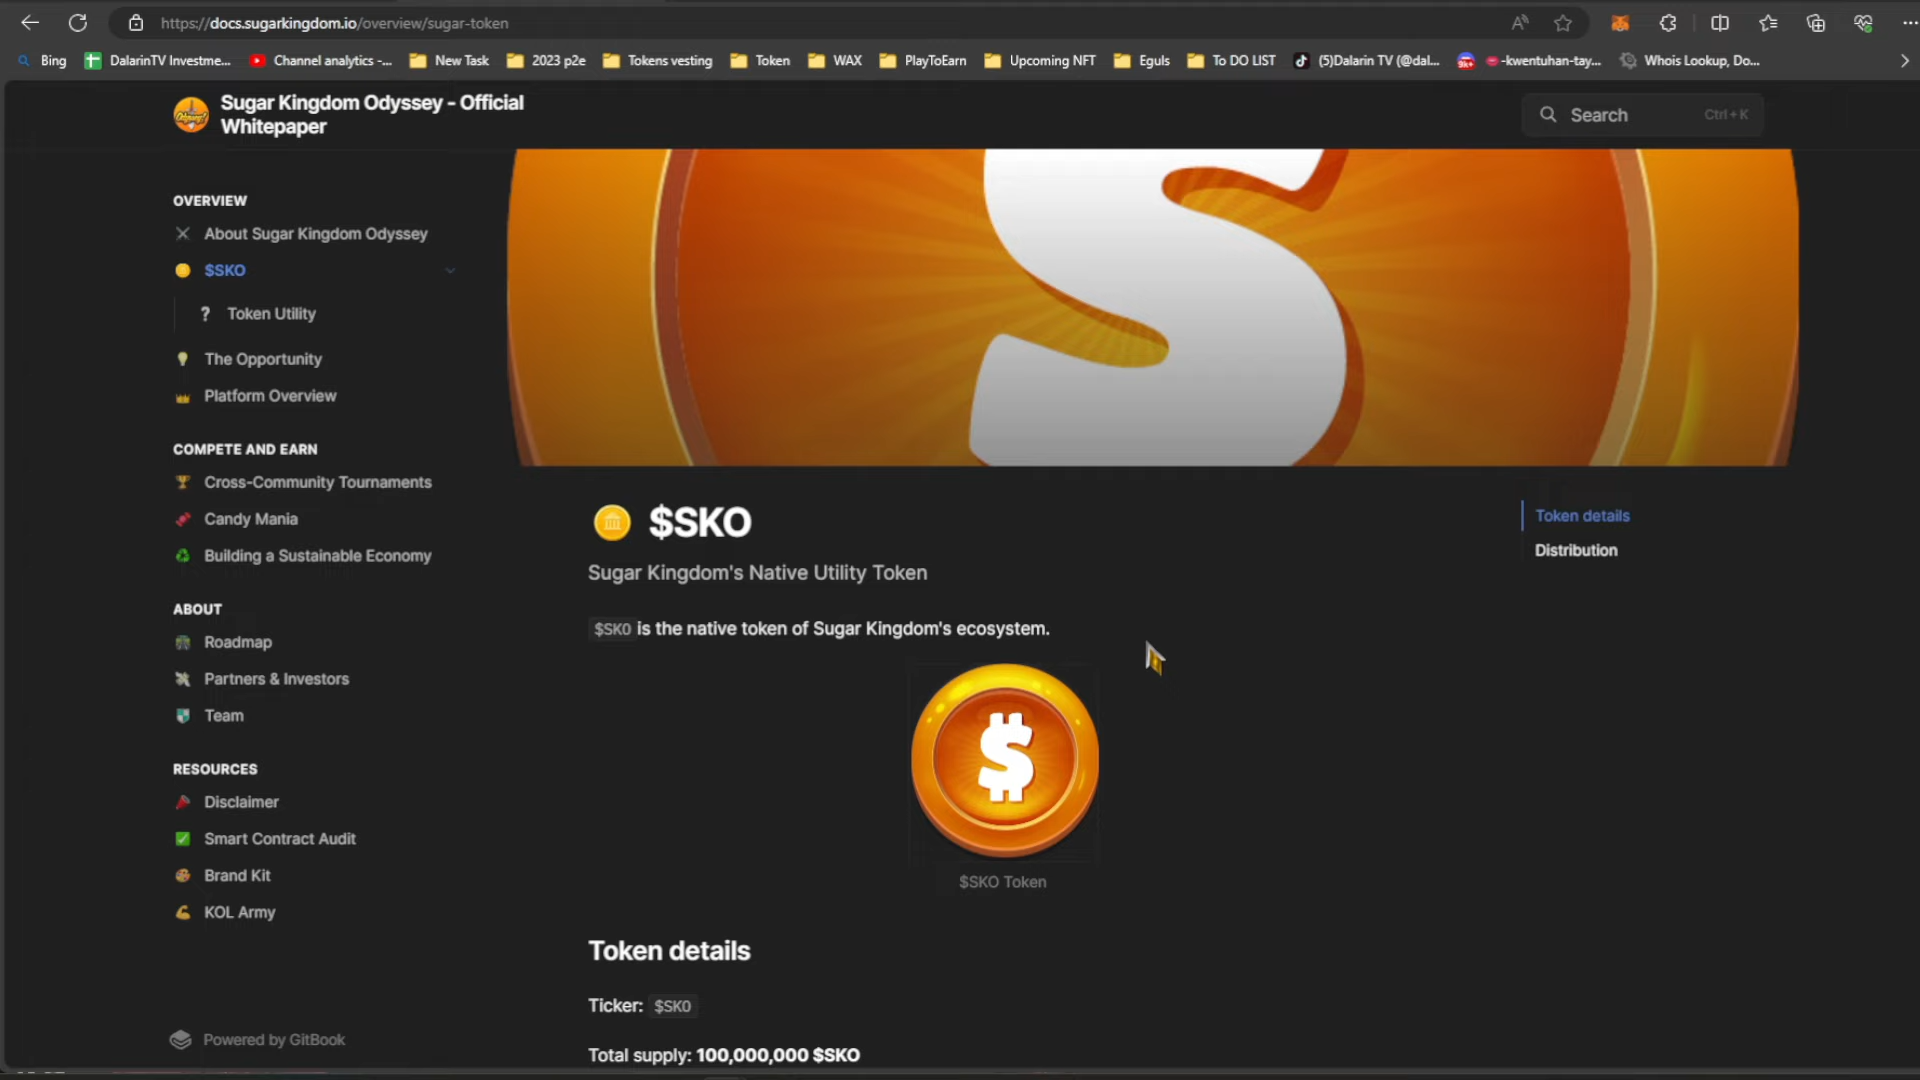 https://docs.sugarkingdom.io/overview/sugar-token
Bing
DalarinTV Investme...
Channel analytics -...
New Task
2023 p2e
Tokens vesting
Token
WAX
PlayToEarn
Upcoming NFT
Eguls
To DO LIST
(5)Dalarin TV (@dal...
-kwentuhan-tay...
Whois Lookup, Do...
Sugar Kingdom Odyssey - Official
Whitepaper
Search
Ctrl + K
OVERVIEW
About Sugar Kingdom Odyssey
$SKO
Token Utility
The Opportunity
Platform Overview
COMPETE AND EARN
Cross-Community Tournaments
Candy Mania
Building a Sustainable Economy
ABOUT
Roadmap
Partners & Investors
Team
RESOURCES
Disclaimer
Smart Contract Audit
Brand Kit
KOL Army
Powered by GitBook
$SKO
Sugar Kingdom's Native Utility Token
$SKO is the native token of Sugar Kingdom's ecosystem.
$SKO Token
Token details
Ticker: $SKO
Total supply: 100,000,000 $SKO
Token details
Distribution